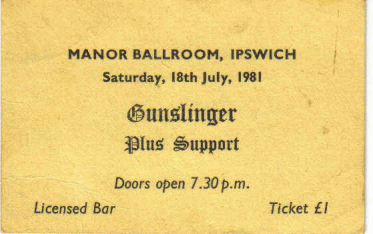 MANOR BALLROOM, IPSWICH
Saturday, 18th July, 1981
Gunslinger
Plus Support
Doors open 7.30 p.m.
Licensed Bar Ticket £1